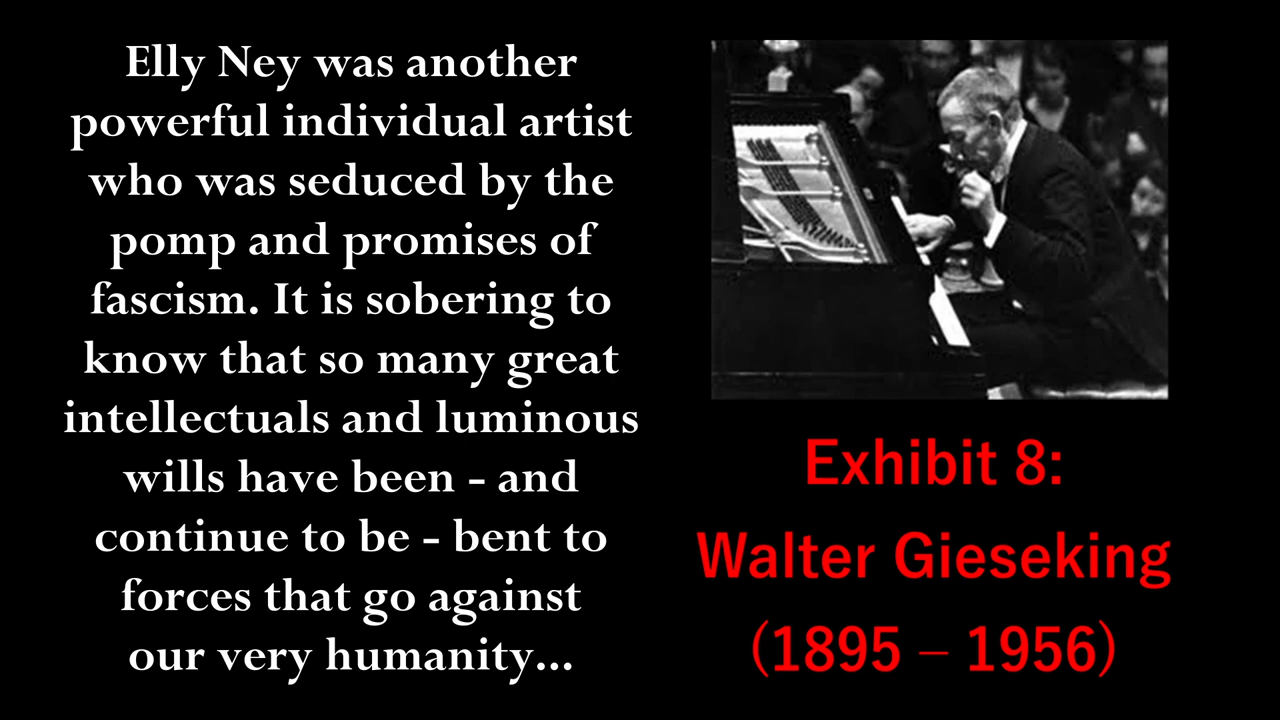 Elly Ney was another
powerful individual artist
who was seduced by the
pomp and promises of
fascism. It is sobering to
know that so many great
intellectuals and luminous
wills have been - and
continue to be - bent to
forces that go against
our very humanity...
Exhibit 8:
Walter Gieseking
(1895 – 1956)